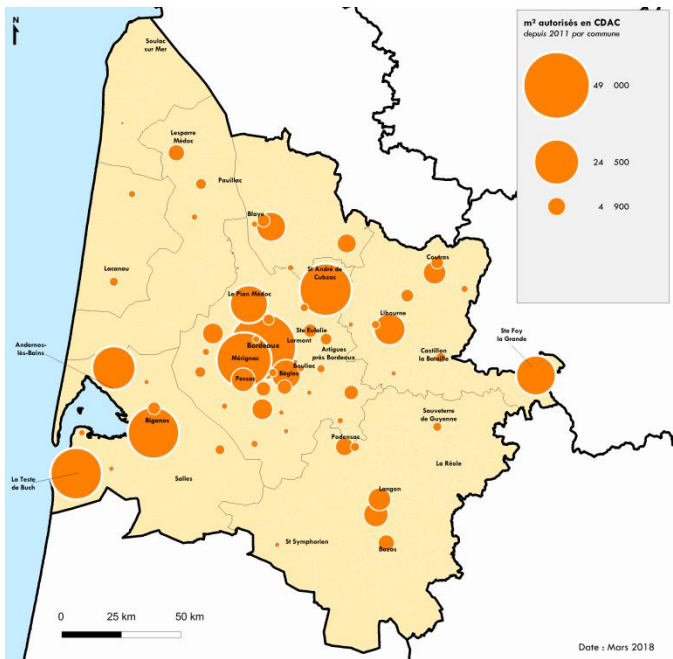 N
m² autorisés en CDAC
depuis 2011 par commune
49 000
24 500
4 900
Soulac
sur Mer
Lesparre
Médoc
Pauillac
Blaye
Lacanau
St André de
Cubzac
Coutras
Le Pian Médoc
Libourne
Ste Eulalie
Bordeaux
Lormont
Artigues
près Bordeaux
Castillon
la Bataille
Ste Foy
la Grande
Andernos-
lès-Bains
Mérignac
Bouliac
Bègles
Pessac
Biganos
Sauveterre
de Guyenne
Podensac
La Réole
La Teste
de Buch
Salles
Langon
St Symphorien
Bazas
0 25 km 50 km
Date : Mars 2018